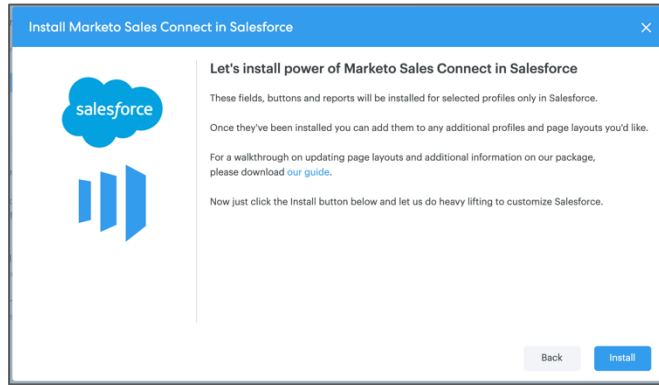 Install Marketo Sales Connect in Salesforce
salesforce
Let's install power of Marketo Sales Connect in Salesforce
These fields, buttons and reports will be installed for selected profiles only in Salesforce.
Once they've been installed you can add them to any additional profiles and page layouts you'd like.
For a walkthrough on updating page layouts and additional information on our package,
please download our guide.
Now just click the Install button below and let us do heavy lifting to customize Salesforce.
Back
Install